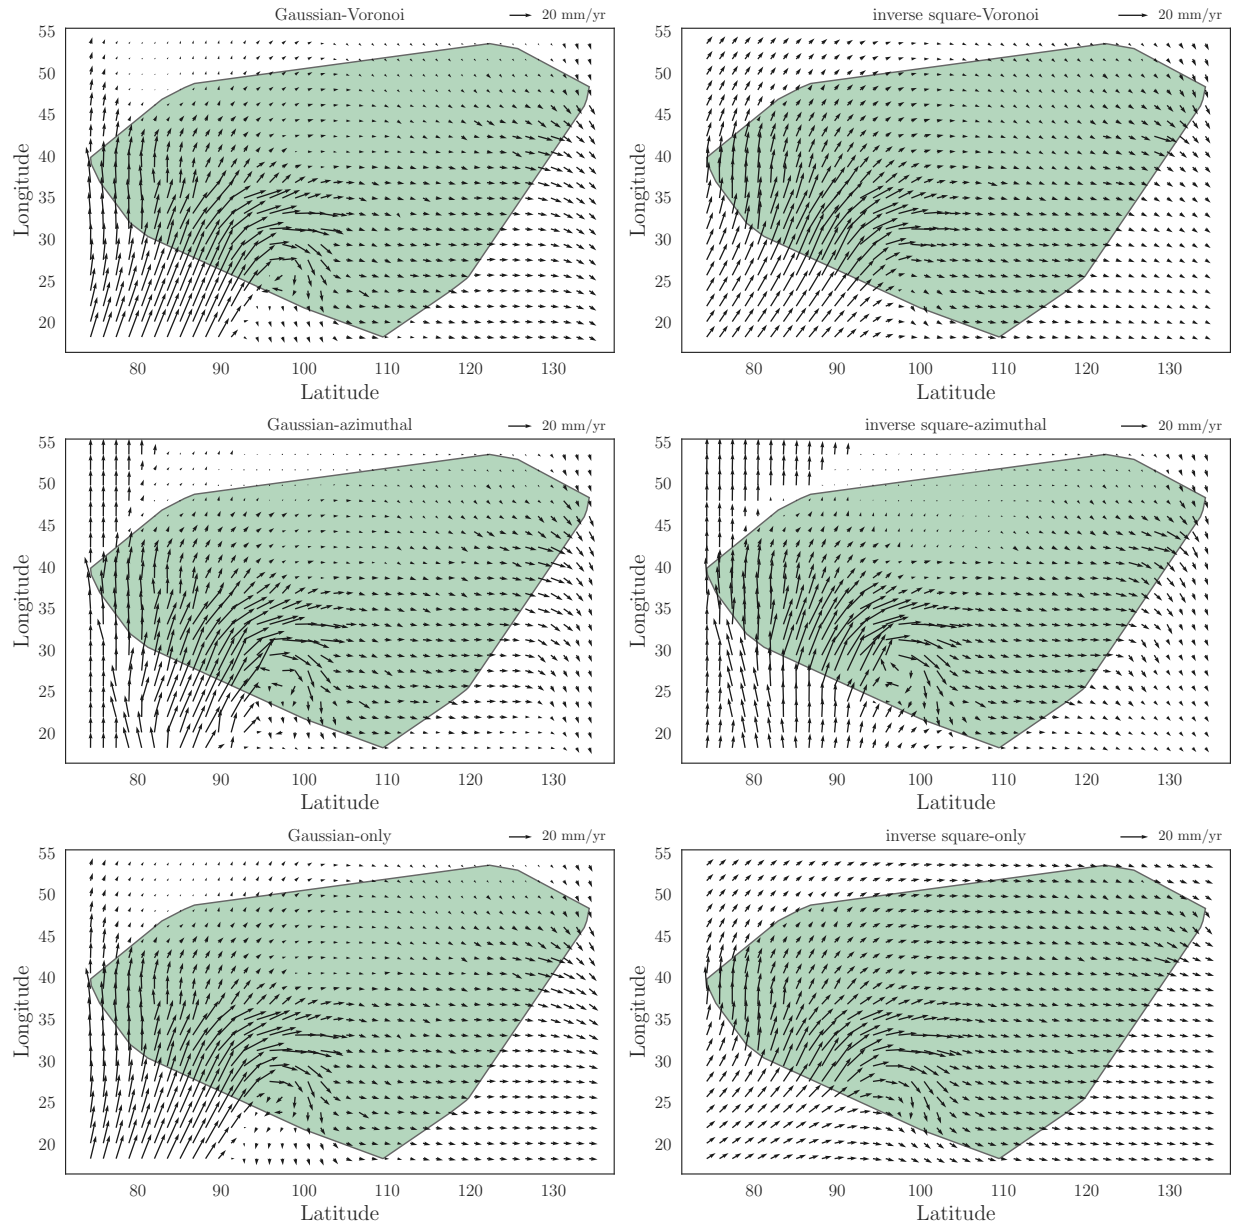 Gaussian-Voronoi 20 mm/yr
Longitude
55
50
45
40
35
30
25
20
80 90 100 110 120 130
Latitude
inverse square-Voronoi 20 mm/yr
Longitude
55
50
45
40
35
30
25
20
80 90 100 110 120 130
Latitude
Gaussian-azimuthal 20 mm/yr
Longitude
55
50
45
40
35
30
25
20
80 90 100 110 120 130
Latitude
inverse square-azimuthal 20 mm/yr
Longitude
55
50
45
40
35
30
25
20
80 90 100 110 120 130
Latitude
Gaussian-only 20 mm/yr
Longitude
55
50
45
40
35
30
25
20
80 90 100 110 120 130
Latitude
inverse square-only 20 mm/yr
Longitude
55
50
45
40
35
30
25
20
80 90 100 110 120 130
Latitude